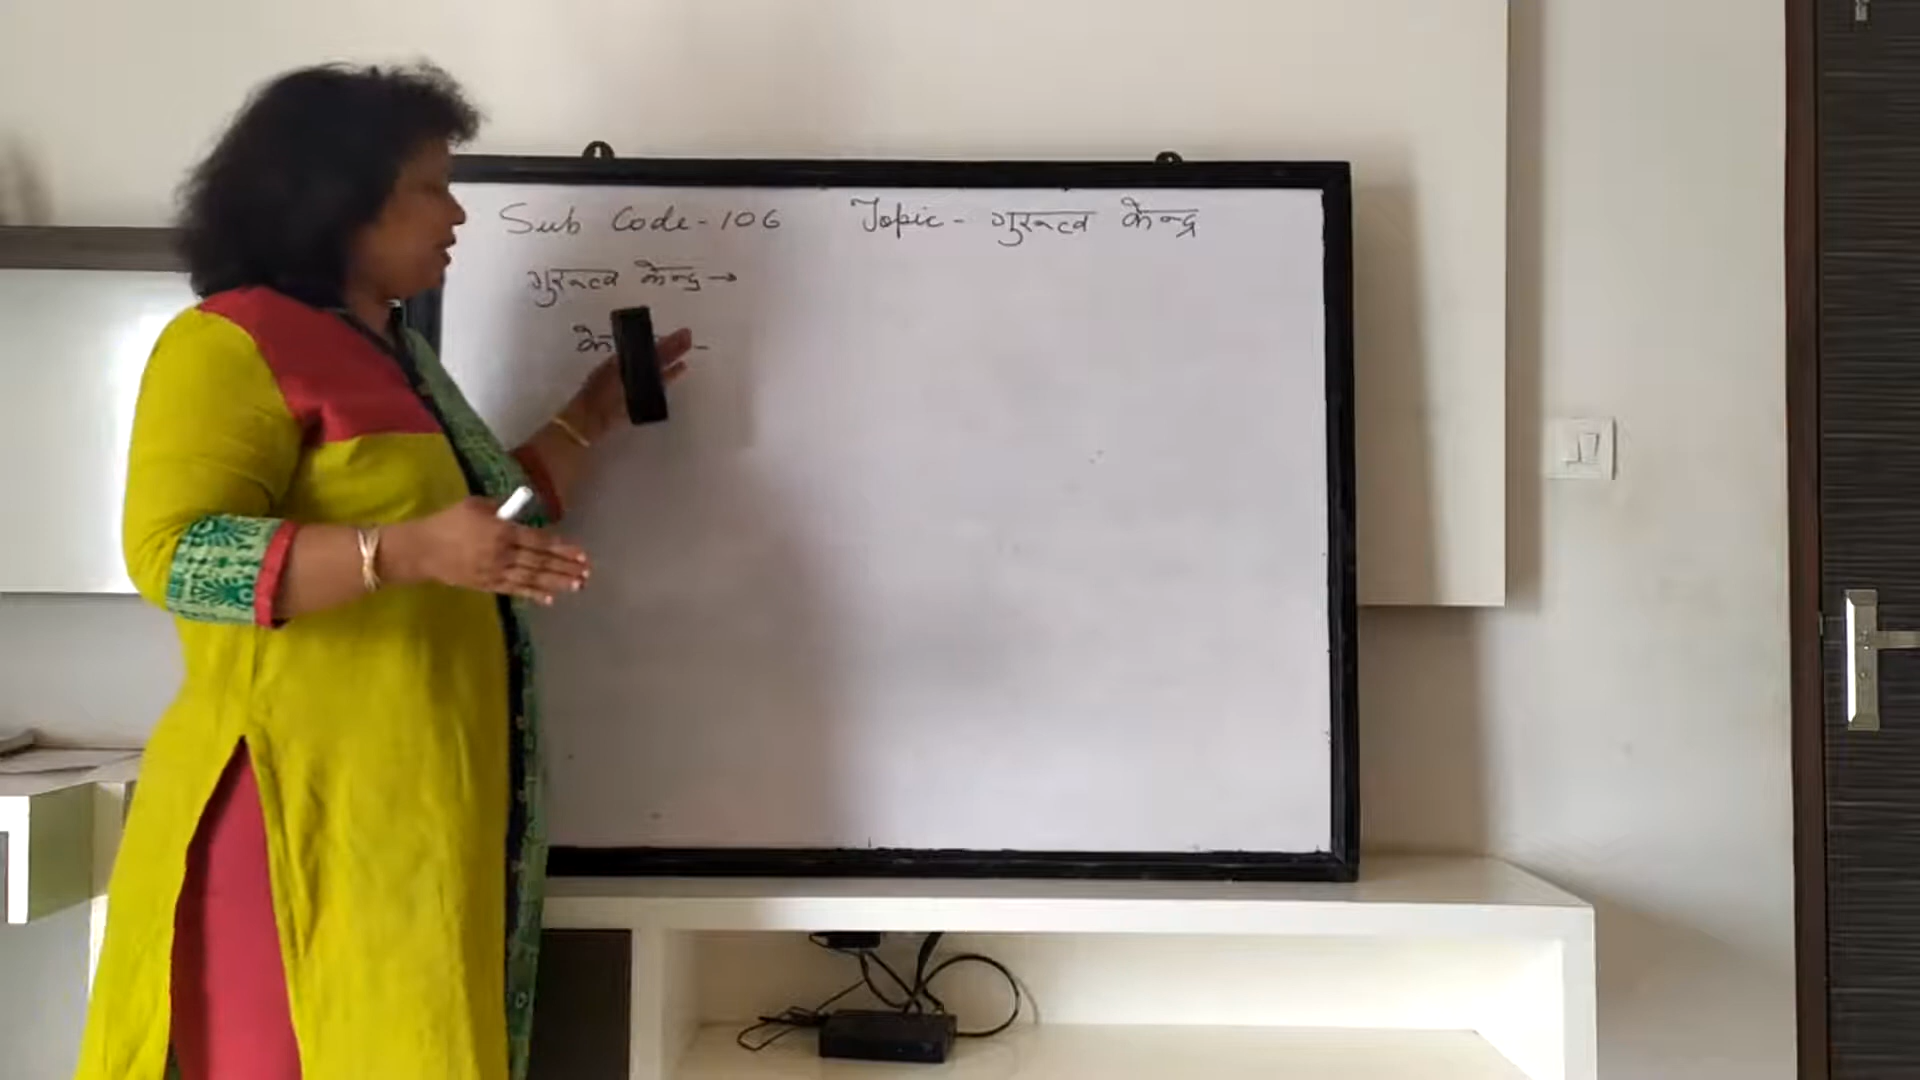 Sub Code-106 Topic- गुरुत्व केन्द्र
गुरुत्व केन्द्र →